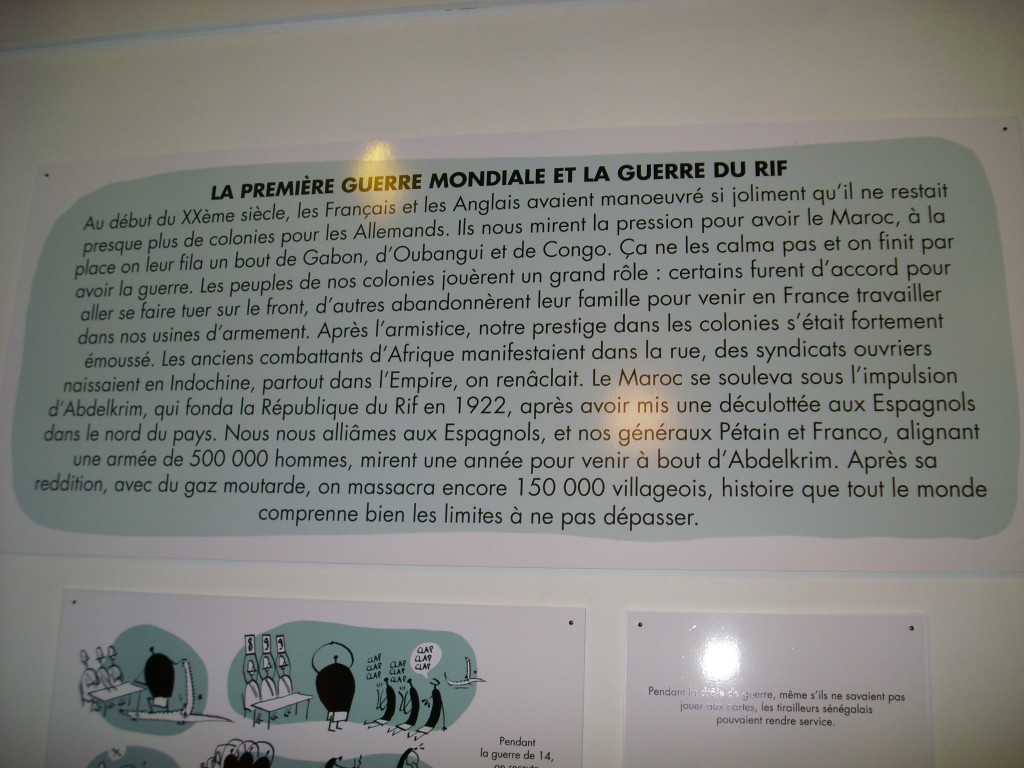 LA PREMIÈRE GUERRE MONDIALE ET LA GUERRE DU RIF
Au début du XXème siècle, les Français et les Anglais avaient manoeuvré si joliment qu'il ne restait
presque plus de colonies pour les Allemands. Ils nous mirent la pression pour avoir le Maroc, à la
place on leur fila un bout de Gabon, d'Oubangui et de Congo. Ça ne les calma pas et on finit par
avoir la guerre. Les peuples de nos colonies jouèrent un grand rôle : certains furent d'accord pour
aller se faire tuer sur le front, d'autres abandonnèrent leur famille pour venir en France travailler
dans nos usines d'armement. Après l'armistice, notre prestige dans les colonies s'était fortement
émoussé. Les anciens combattants d'Afrique manifestaient dans la rue, des syndicats ouvriers
naissaient en Indochine, partout dans l'Empire, on renâclait. Le Maroc se souleva sous l'impulsion
d'Abdelkrim, qui fonda la République du Rif en 1922, après avoir mis une déculottée aux Espagnols
dans le nord du pays. Nous nous alliâmes aux Espagnols, et nos généraux Pétain et Franco, alignant
une armée de 500 000 hommes, mirent une année pour venir à bout d'Abdelkrim. Après sa
reddition, avec du gaz moutarde, on massacra encore 150 000 villageois, histoire que tout le monde
comprenne bien les limites à ne pas dépasser.
8 9 9
CLAP
CLAP
CLAP
CLAP
CLAP
CLAP
CLAP
CLAP
CLAP
Pendant
la guerre de 14,
on recruta
Pendant la drôle de guerre, même s'ils ne savaient pas
jouer aux cartes, les tirailleurs sénégalais
pouvaient rendre service.